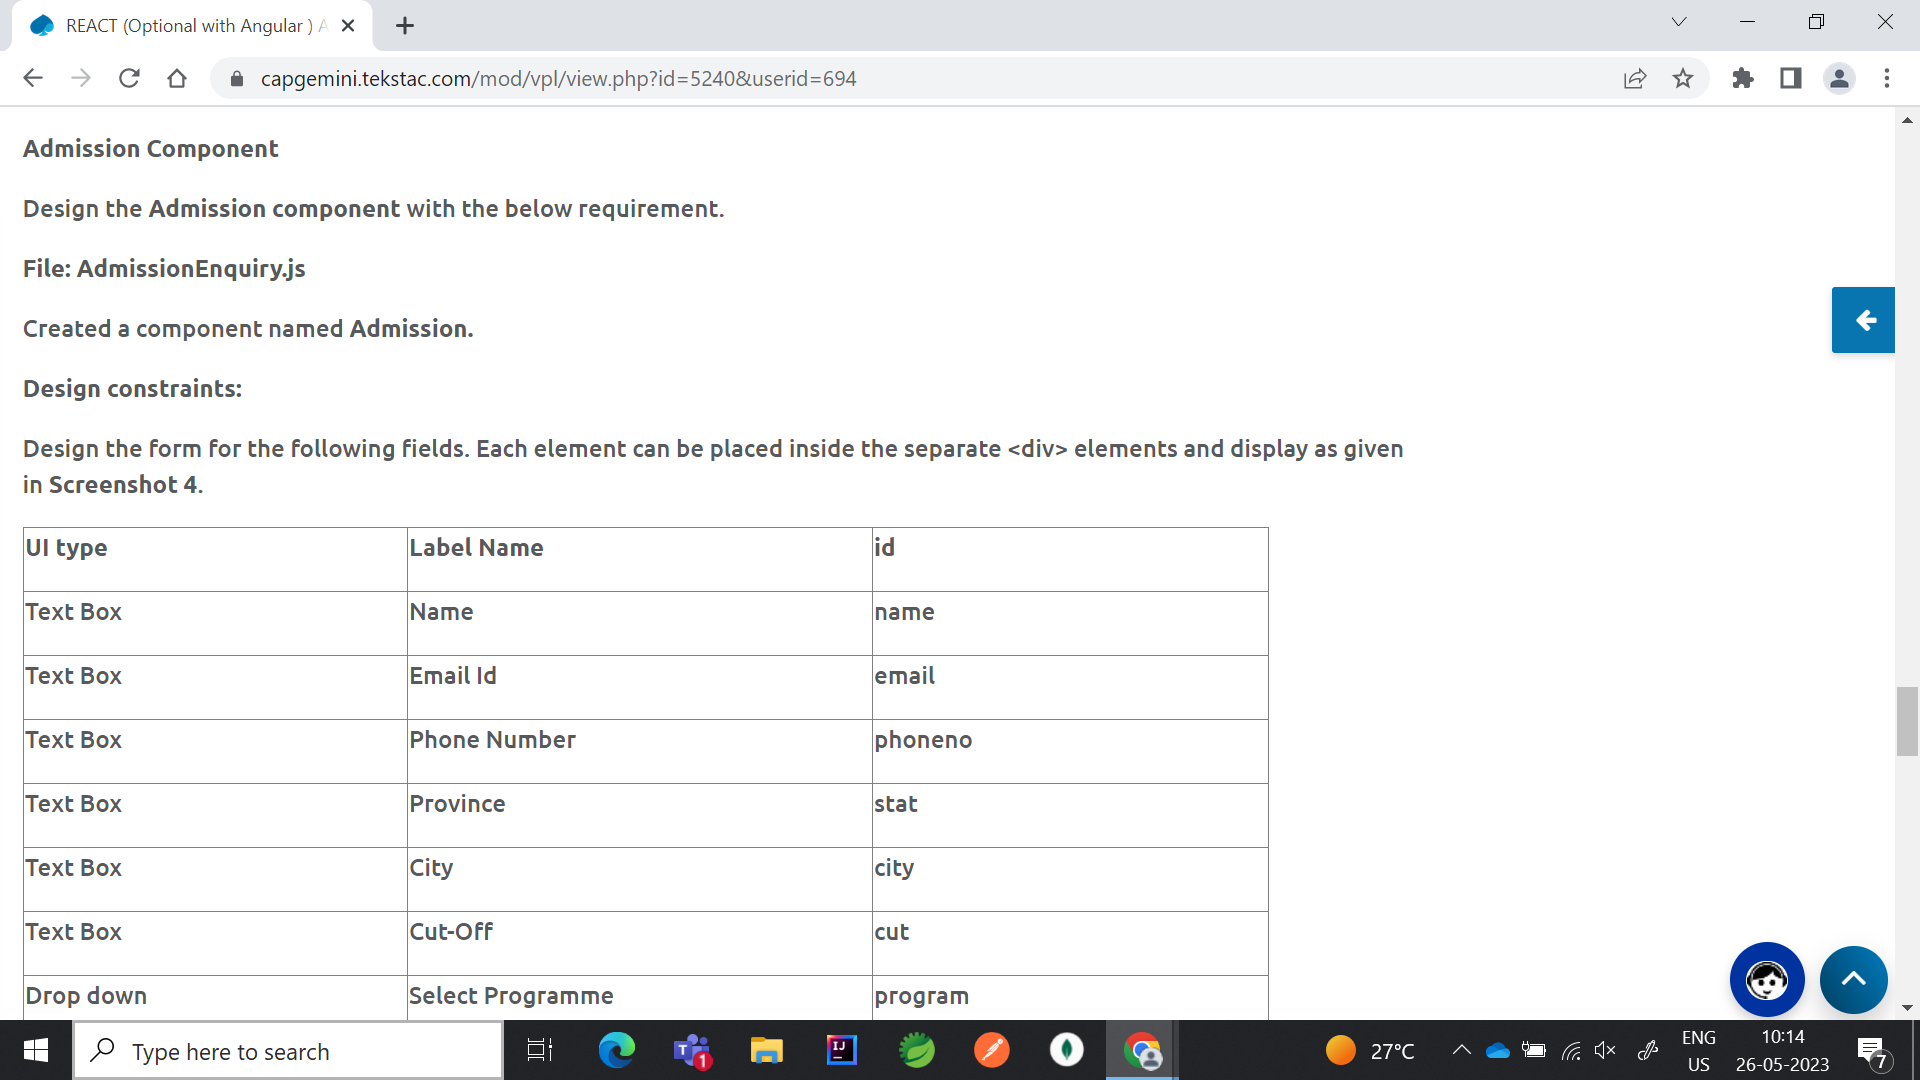 REACT (Optional with Angular ) A
capgemini.tekstac.com/mod/vpl/view.php?id=5240&userid=694
Admission Component
Design the Admission component with the below requirement.
File: AdmissionEnquiry.js
Created a component named Admission.
Design constraints:
Design the form for the following fields. Each element can be placed inside the separate <div> elements and display as given
in Screenshot 4.
UI type Label Name id
Text Box Name name
Text Box Email Id email
Text Box Phone Number phoneno
Text Box Province stat
Text Box City city
Text Box Cut-Off cut
Drop down Select Programme program
Type here to search
T
1
IJ
27°C
ENG
US
10:14
26-05-2023
7